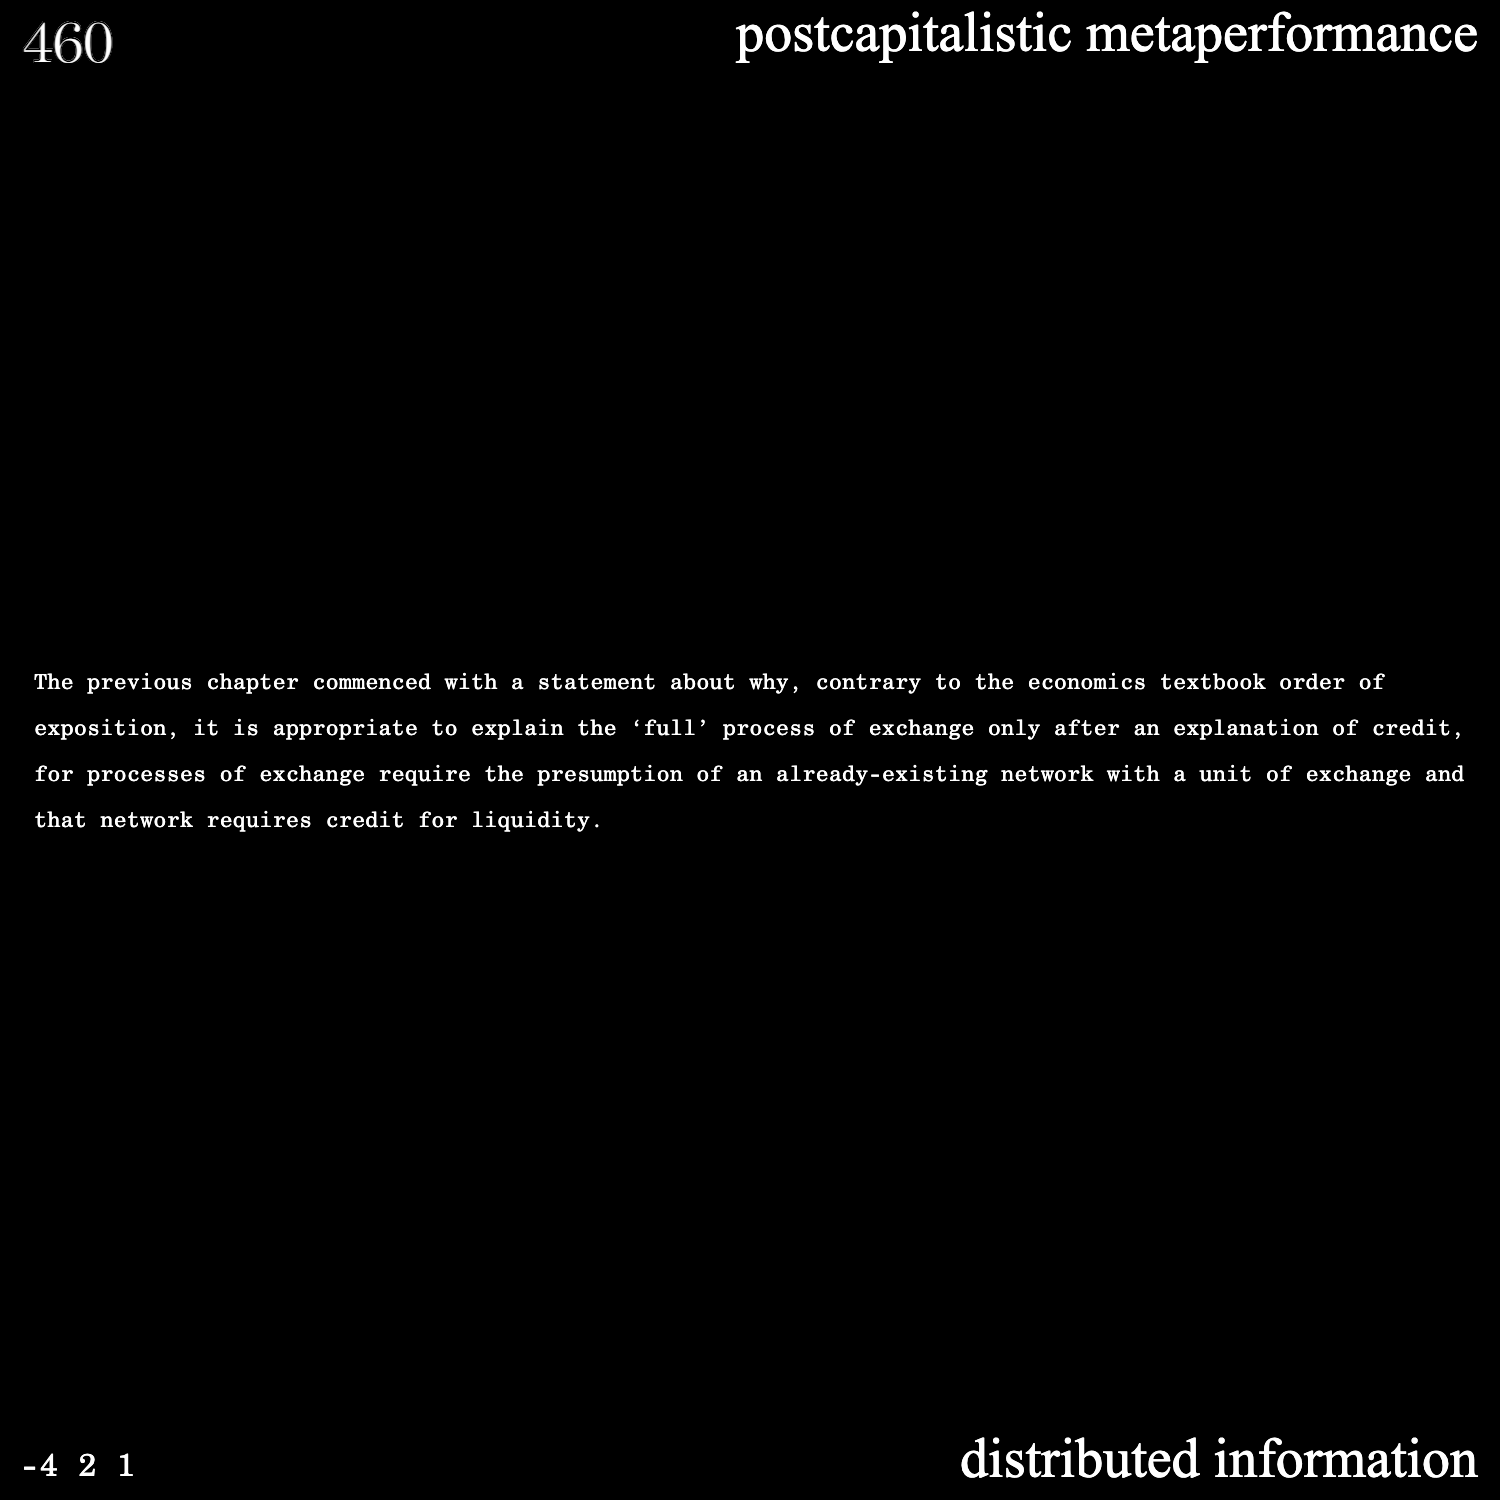 460
postcapitalistic metaperformance
The previous chapter commenced with a statement about why, contrary to the economics textbook order of
exposition, it is appropriate to explain the ‘full’ process of exchange only after an explanation of credit,
for processes of exchange require the presumption of an already-existing network with a unit of exchange and
that network requires credit for liquidity.
-4 2 1
distributed information